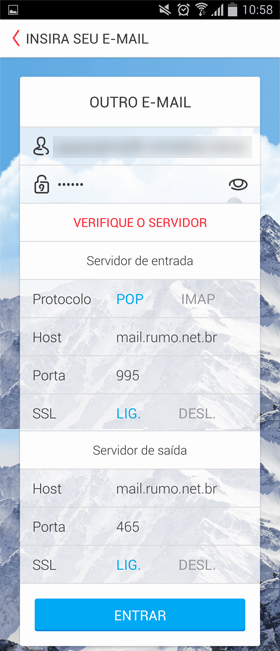 10:58
INSIRA SEU E-MAIL
OUTRO E-MAIL
••••••
VERIFIQUE O SERVIDOR
Servidor de entrada
Protocolo POP IMAP
Host mail.rumo.net.br
Porta 995
SSL LIG. DESL.
Servidor de saída
Host mail.rumo.net.br
Porta 465
SSL LIG. DESL.
ENTRAR